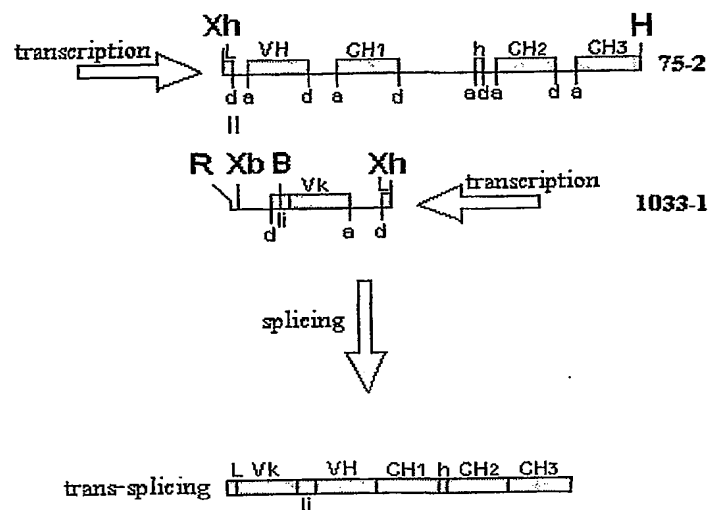 Xh H
transcription L VH CH1 h CH2 CH3 75-2
d a d a d a d a d a
li
R Xb B Xh
Vk L transcription 1033-1
d li a d
splicing
L Vk VH CH1 h CH2 CH3
trans-splicing
li